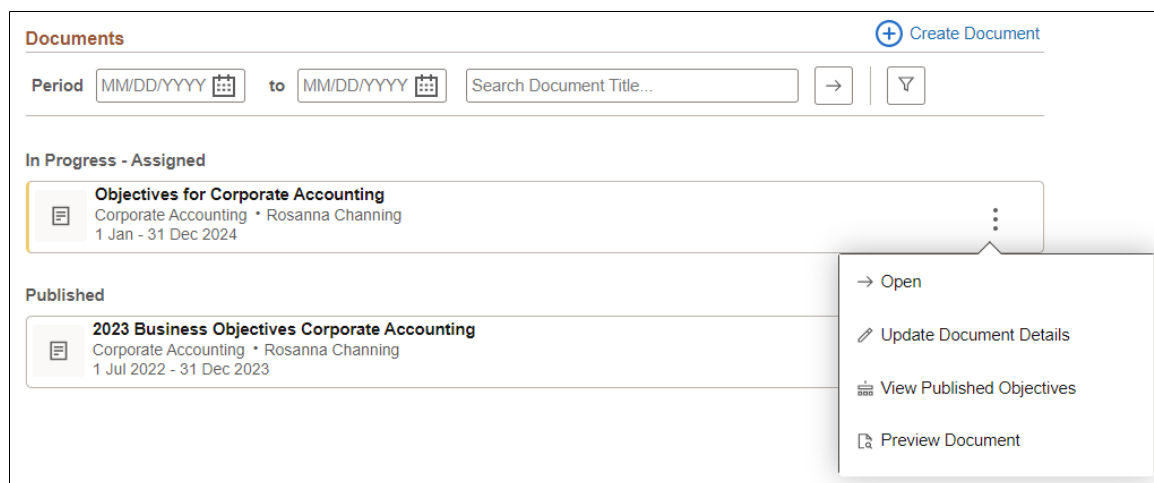 Documents
Create Document
Period MM/DD/YYYY to MM/DD/YYYY Search Document Title...
In Progress - Assigned
Objectives for Corporate Accounting
Corporate Accounting • Rosanna Channing
1 Jan - 31 Dec 2024
Open
Published
Update Document Details
2023 Business Objectives Corporate Accounting
Corporate Accounting • Rosanna Channing
1 Jul 2022 - 31 Dec 2023
View Published Objectives
Preview Document